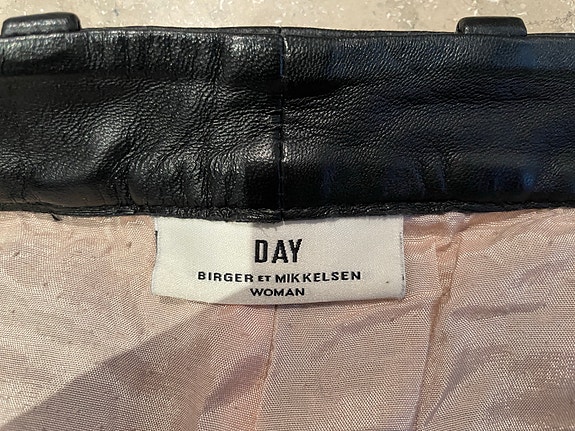 DAY
BIRGER ET MIKKELSEN
WOMAN